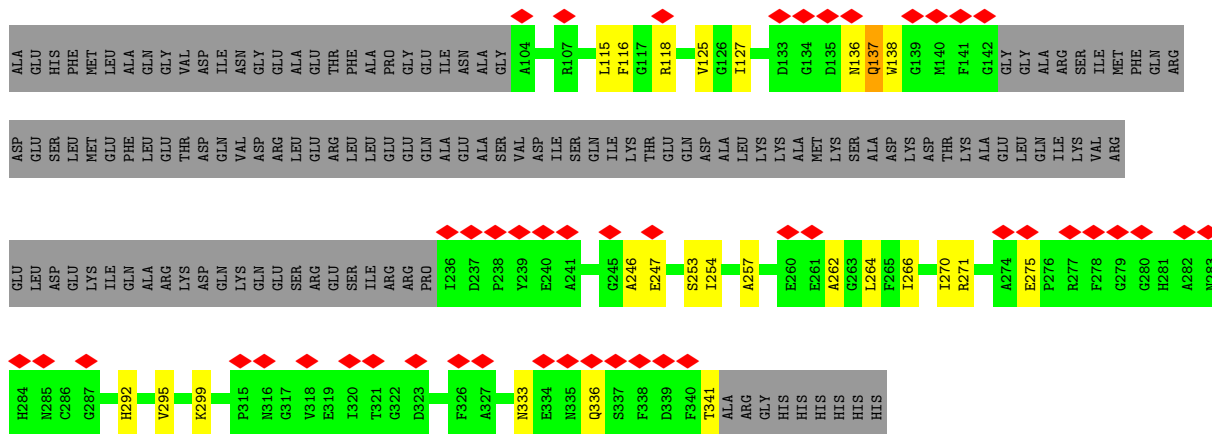 ALA GLU HIS PHE MET LEU ALA GLN GLY VAL ASP ILE ASN GLY GLU ALA GLU THR PHE ALA PRO GLY GLU ILE ASN ALA GLY A104 R107 L115 F116 G117 R118 V125 G126 I127 D133 G134 D135 N136 Q137 W138 G139 M140 F141 G142 GLY GLY ALA ARG SER ILE MET PHE GLN ARG
ASP GLU SER LEU MET GLU PHE LEU GLU THR ASP GLN VAL ASP ARG LEU GLU ARG LEU LEU GLU GLU GLN ALA GLU ALA SER VAL ASP ILE SER GLN ILE LYS THR GLU GLN ASP ALA LEU LYS LYS ALA MET LYS SER ALA ASP LYS ASP THR LYS ALA GLU LEU GLN ILE LYS VAL ARG
GLU LEU ASP GLU LYS ILE GLN ALA ARG LYS ASP GLN LYS GLN GLU SER ARG GLU SER ILE ARG ARG PRO I236 D237 P238 Y239 E240 A241 G245 A246 E247 S253 I254 A257 E260 E261 A262 G263 L264 F265 I266 I270 R271 A274 E275 P276 R277 F278 G279 G280 H281 A282 N283
H284 N285 C286 G287 H292 V295 K299 P315 N316 G317 V318 E319 I320 T321 G322 D323 F326 A327 N333 E334 N335 Q336 S337 F338 D339 F340 T341 ALA ARG GLY HIS HIS HIS HIS HIS HIS